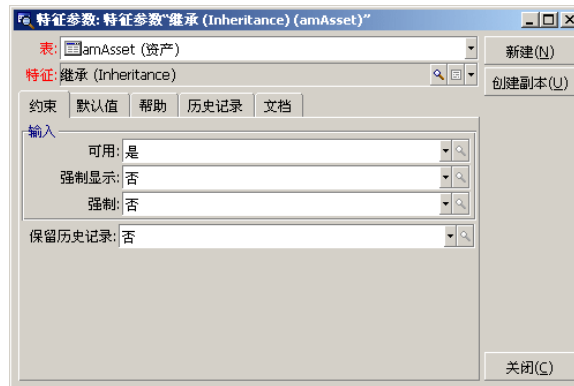 特征参数: 特征参数“继承 (Inheritance) (amAsset)”
表: amAsset (资产)
新建(N)
特征: 继承 (Inheritance)
创建副本(U)
约束 默认值 帮助 历史记录 文档
输入
可用: 是
强制显示: 否
强制: 否
保留历史记录: 否
关闭(C)